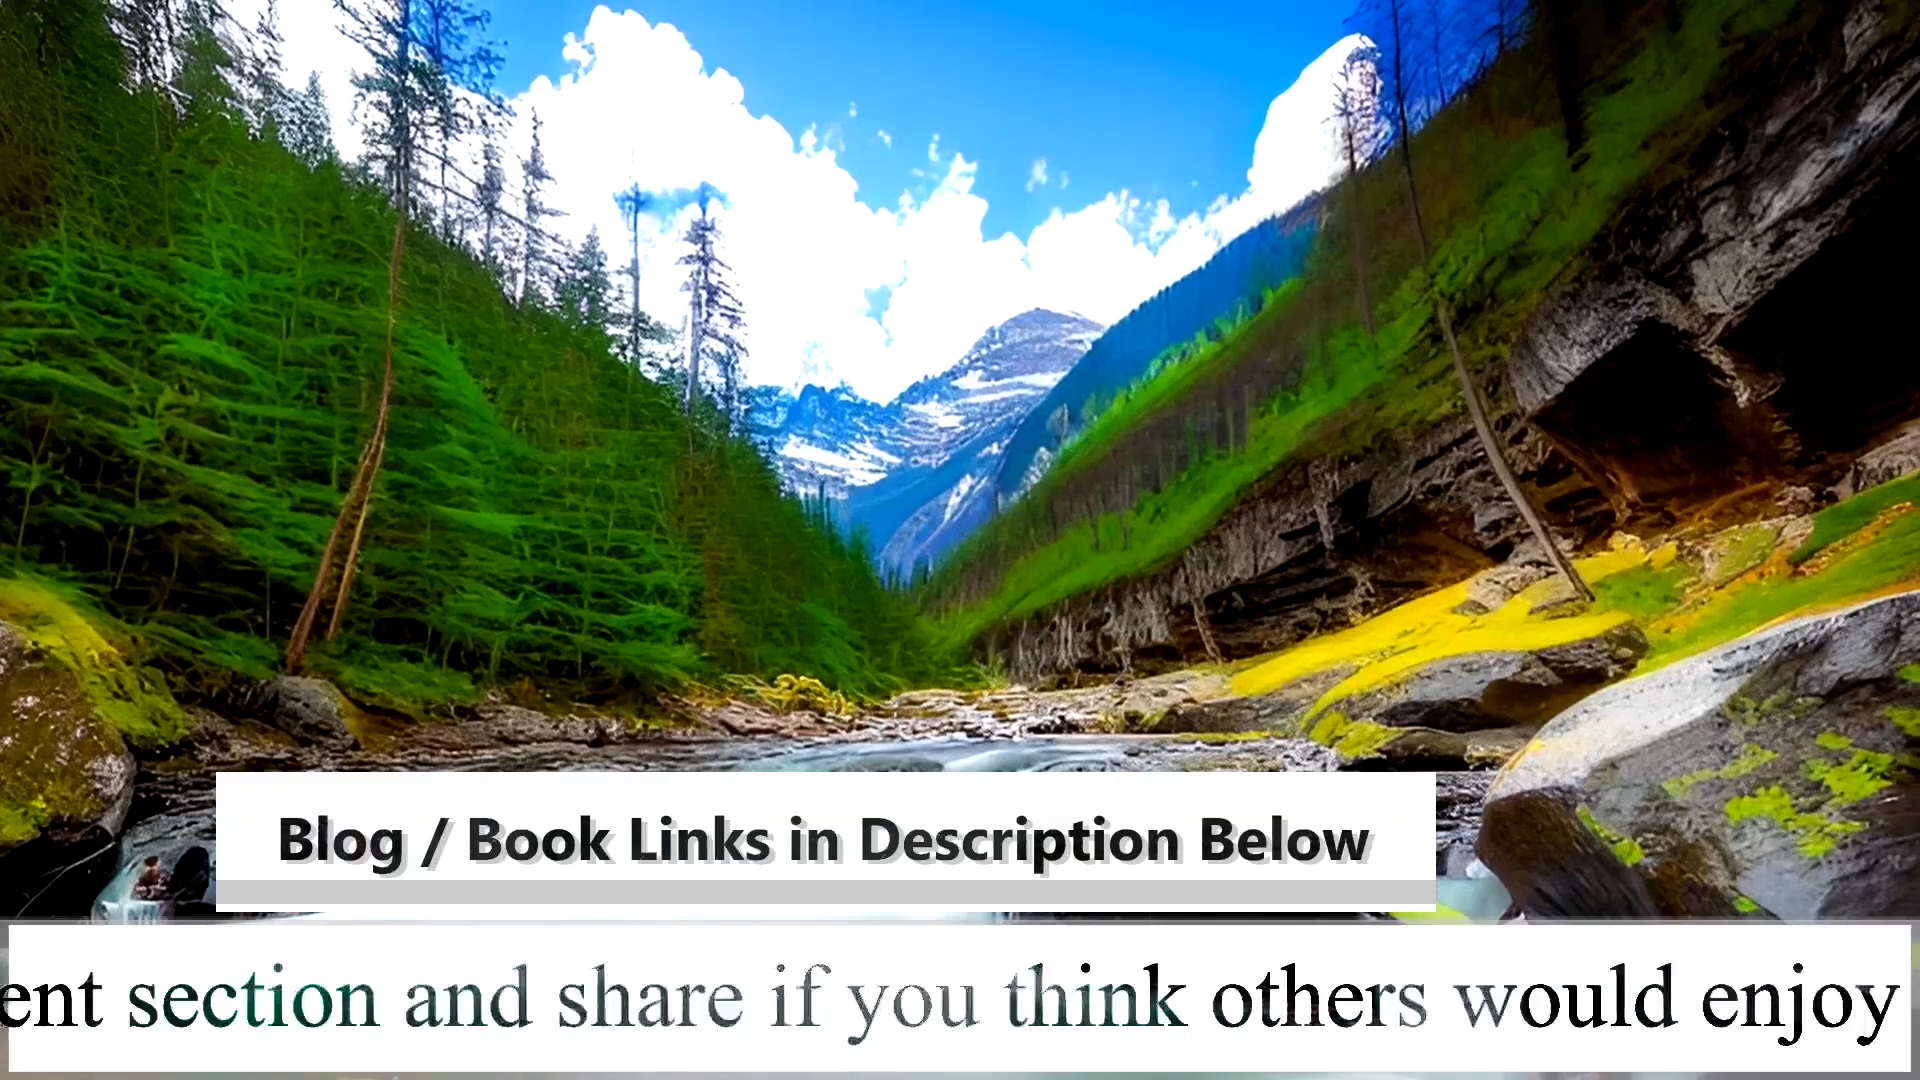 Blog / Book Links in Description Below
ent section and share if you think others would enjoy